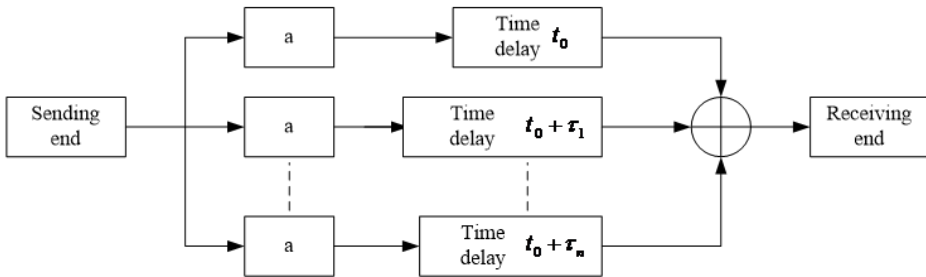 a
Time
delay t₀
Sending
end
a
Time
delay t₀ + τ₁
Receiving
end
a
Time
delay t₀ + τₙ